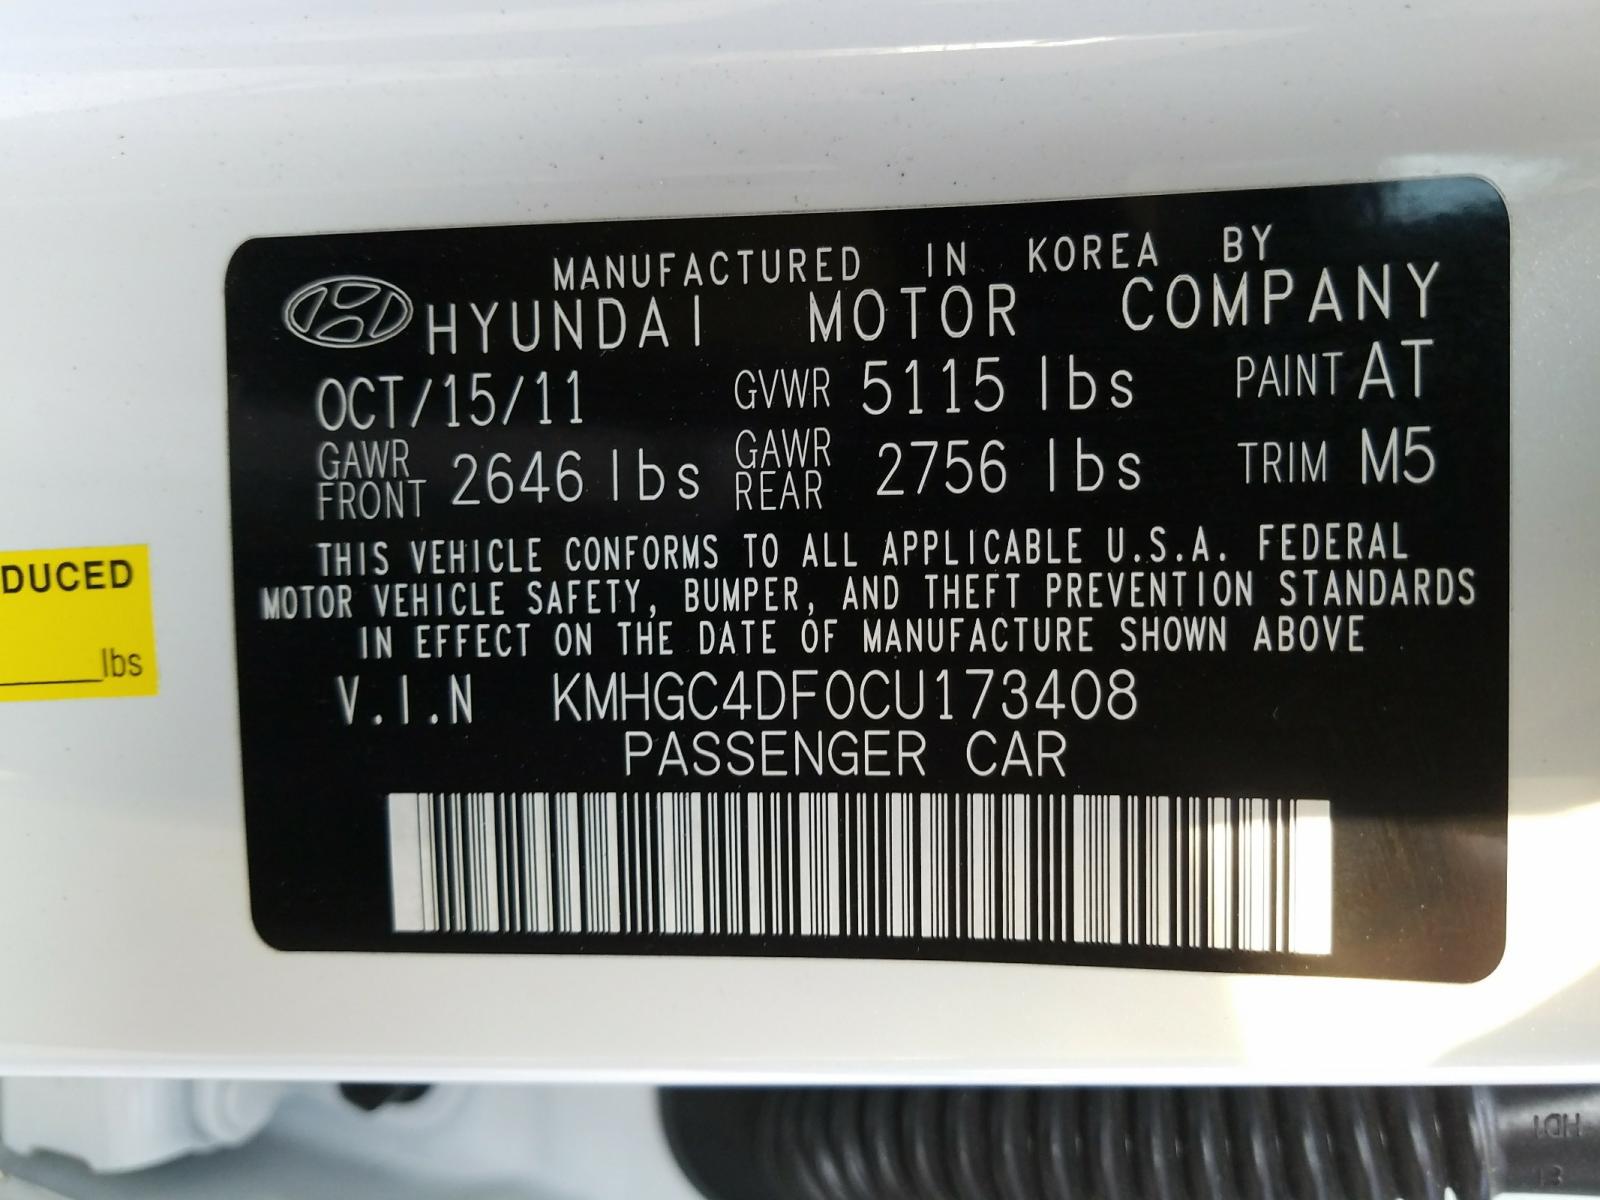 MANUFACTURED IN KOREA BY
HYUNDAI MOTOR COMPANY
OCT/15/11 GVWR 5115 lbs PAINT AT
GAWR FRONT 2646 lbs GAWR REAR 2756 lbs TRIM M5
THIS VEHICLE CONFORMS TO ALL APPLICABLE U.S.A. FEDERAL
MOTOR VEHICLE SAFETY, BUMPER, AND THEFT PREVENTION STANDARDS
IN EFFECT ON THE DATE OF MANUFACTURE SHOWN ABOVE
V.I.N KMHGC4DF0CU173408
PASSENGER CAR
DUCED
lbs